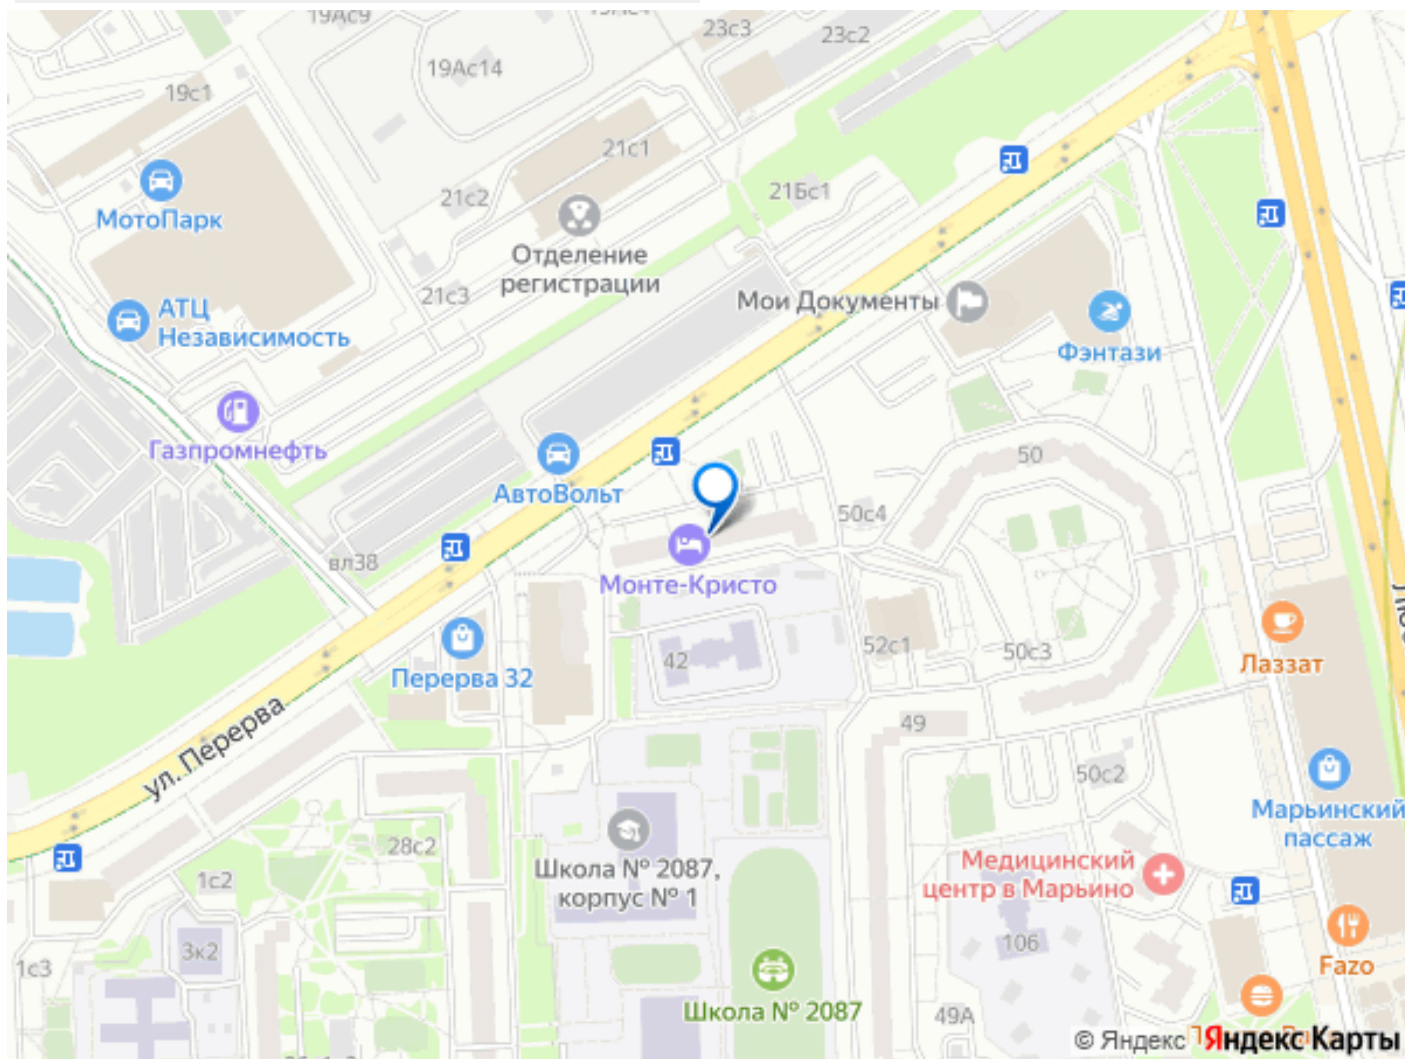 19Ас9
23с3
23с2
19Ас14
19с1
21с1
21с2
21Бс1
МотоПарк
Отделение
регистрации
21с3
Мои Документы
АТЦ
Независимость
Фэнтази
Газпромнефть
50
АвтоВольт
50с4
вл38
Монте-Кристо
42
52с1
50с3
Лаззат
Перерва 32
49
ул. Перерва
50с2
Марьинский
пассаж
28с2
Школа № 2087,
корпус № 1
Медицинский
центр в Марьино
1с2
3к2
106
1с3
Fazo
Школа № 2087
49А
© Яндекс
Яндекс Карты